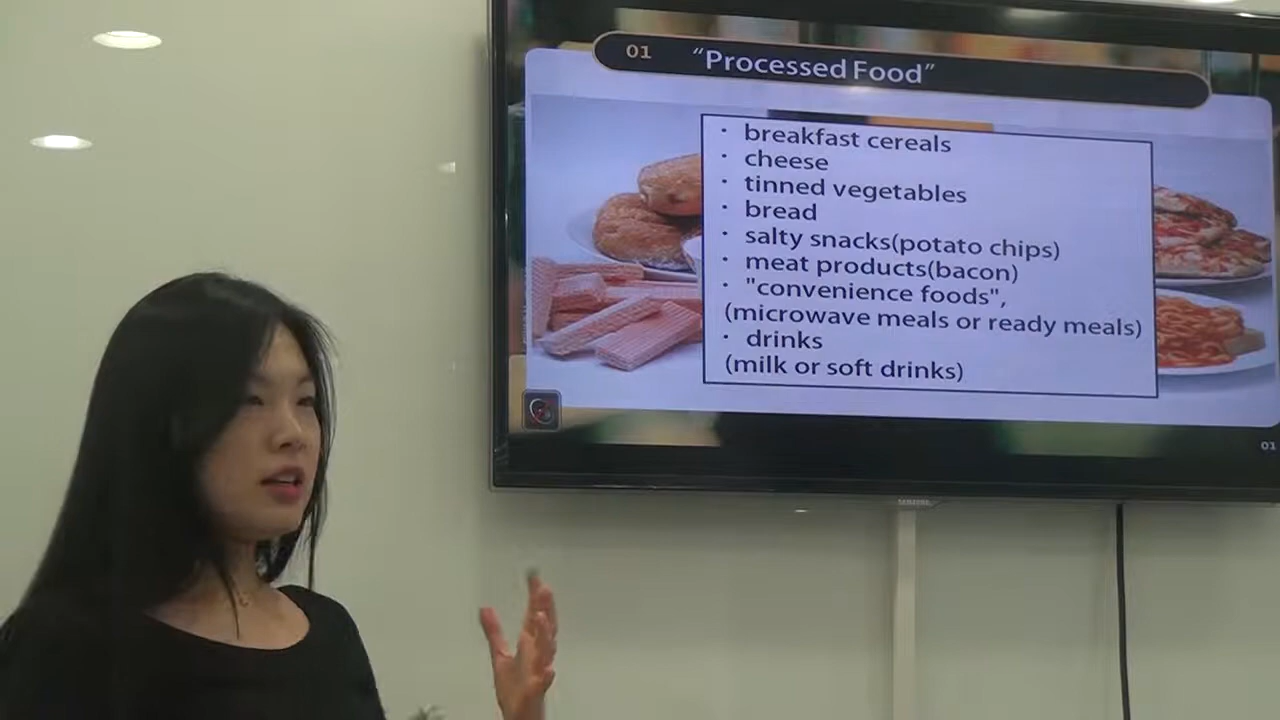 01 "Processed Food"
· breakfast cereals
· cheese
· tinned vegetables
· bread
· salty snacks(potato chips)
· meat products(bacon)
· "convenience foods",
(microwave meals or ready meals)
· drinks
(milk or soft drinks)
01
SAMSUNG